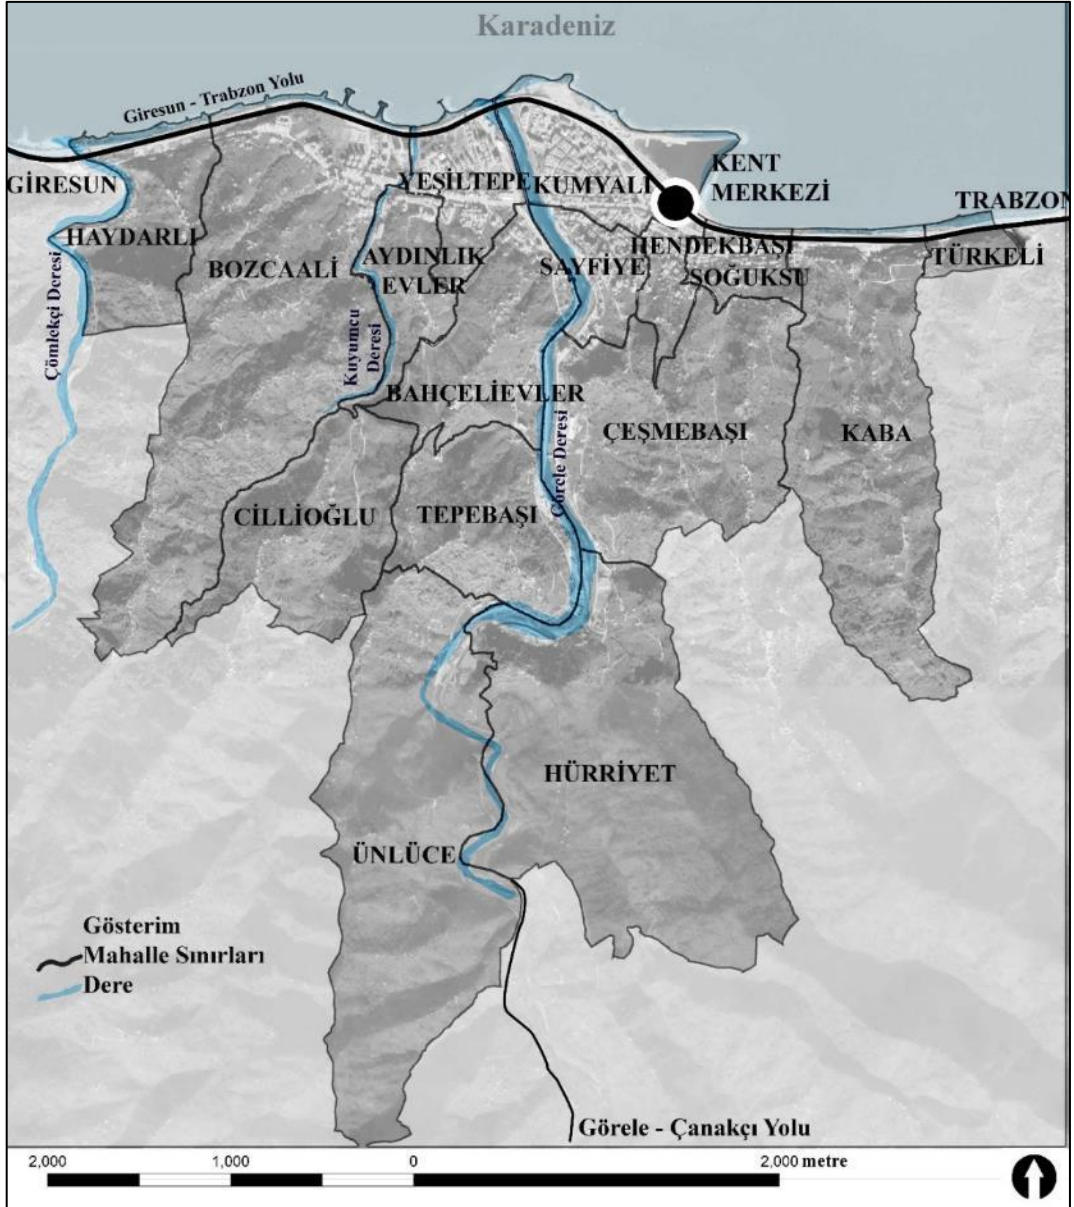 Karadeniz
Giresun - Trabzon Yolu
KENT
MERKEZİ
GİRESUN
YEŞİLTEPE
KUMYALI
TRABZON
HAYDARLI
BOZCAALİ
AYDINLIK
EVLER
SAYFİYE
HENDEKBAŞI
SOĞUKSU
TÜRKELİ
Çömlekçi Deresi
Kuyumcu
Deresi
BAHÇELİEVLER
Görele Deresi
ÇEŞMEBAŞI
KABA
CİLLİOĞLU
TEPEBAŞI
HÜRRİYET
ÜNLÜCE
Gösterim
Mahalle Sınırları
Dere
Görele - Çanakçı Yolu
2,000 1,000 0 2,000 metre